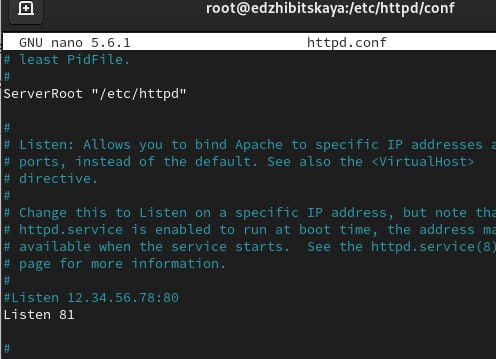 root@edzhibitskaya:/etc/httpd/conf
GNU nano 5.6.1 httpd.conf
# least PidFile.
#
ServerRoot "/etc/httpd"
#
# Listen: Allows you to bind Apache to specific IP addresses a
# ports, instead of the default. See also the <VirtualHost>
# directive.
#
# Change this to Listen on a specific IP address, but note tha
# httpd.service is enabled to run at boot time, the address ma
# available when the service starts.  See the httpd.service(8)
# page for more information.
#
#Listen 12.34.56.78:80
Listen 81
#